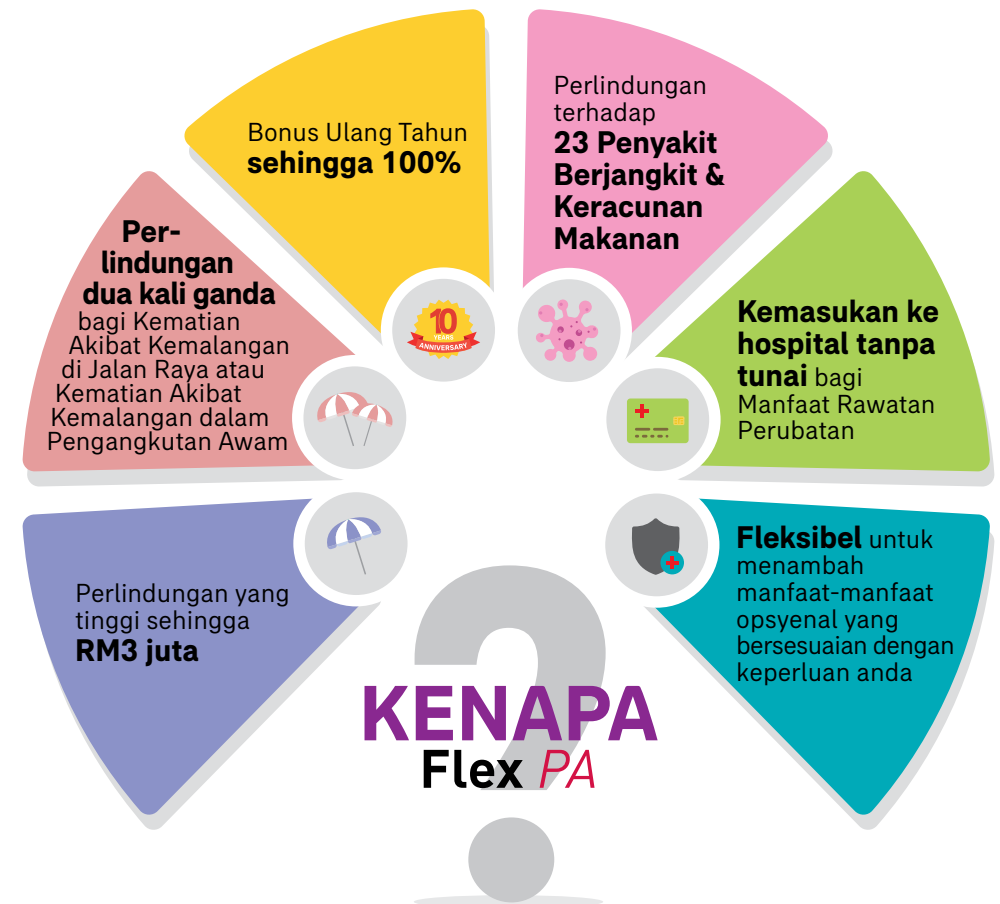 Perlindungan yang
tinggi sehingga
RM3 juta
Per-
lindungan
dua kali ganda
bagi Kematian
Akibat Kemalangan
di Jalan Raya atau
Kematian Akibat
Kemalangan dalam
Pengangkutan Awam
Bonus Ulang Tahun
sehingga 100%
10
YEARS
ANNIVERSARY
Perlindungan
terhadap
23 Penyakit
Berjangkit &
Keracunan
Makanan
Kemasukan ke
hospital tanpa
tunai bagi
Manfaat Rawatan
Perubatan
Fleksibel untuk
menambah
manfaat-manfaat
opsyenal yang
bersesuaian dengan
keperluan anda
?
KENAPA
Flex PA